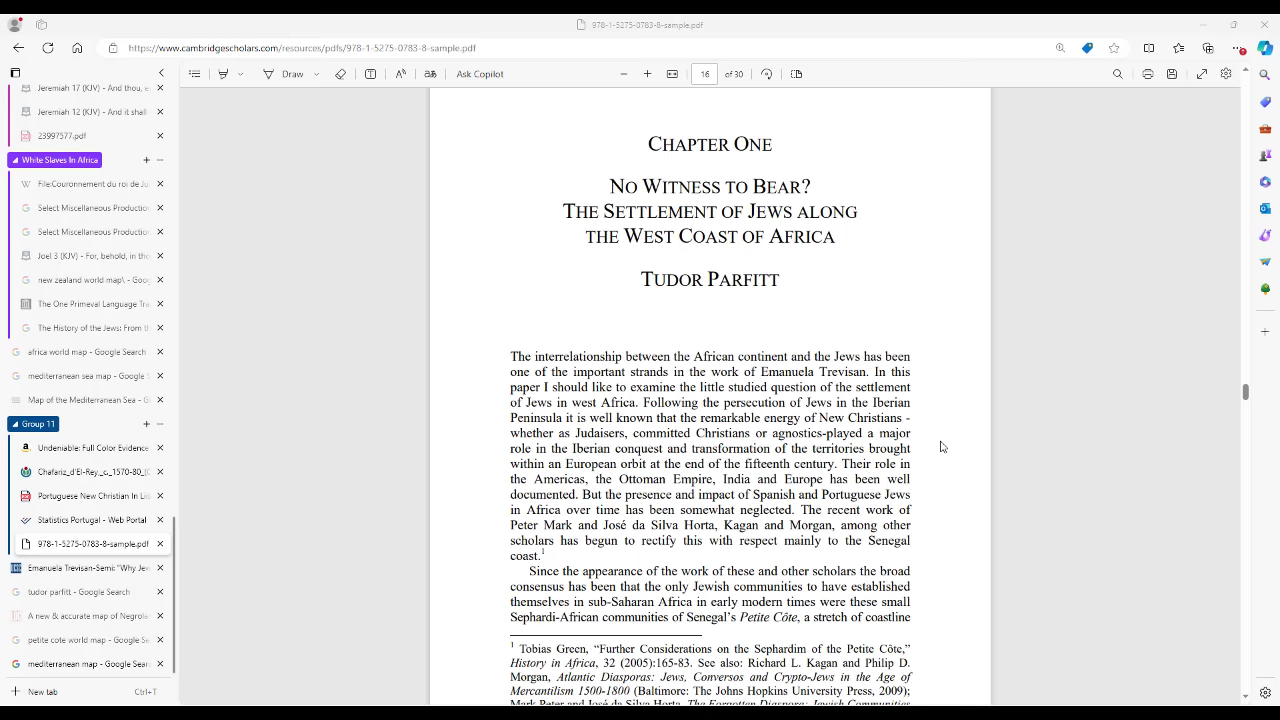 978-1-5275-0783-8-sample.pdf
https://www.cambridgescholars.com/resources/pdfs/978-1-5275-0783-8-sample.pdf
Draw
Ask Copilot
16 of 30
Jeremiah 17 (KJV) - And thou, e
Jeremiah 12 (KJV) - And it shall
23997577.pdf
White Slaves In Africa
File:Couronnement du roi de Ju
Select Miscellaneous Productio
Select Miscellaneous Productio
Joel 3 (KJV) - For, behold, in tho
new zealand world map\ - Goog
The One Primeval Language Tra
The History of the Jews: From th
africa world map - Google Search
mediterranean sea map - Google S
Map of the Mediterranean Sea - G
Group 11
Undeniable: Full Color Evidence
Chafariz_d'El-Rey,_c._1570-80_(
Portuguese New Christian In Lis
Statistics Portugal - Web Portal
978-1-5275-0783-8-sample.pdf
Emanuela Trevisan-Semi: "Why Jew
tudor parfitt - Google Search
A new & accurate map of Negrole
petite cote world map - Google Se
mediterranean map - Google Sear
New tab
Ctrl+T
CHAPTER ONE
NO WITNESS TO BEAR?
THE SETTLEMENT OF JEWS ALONG
THE WEST COAST OF AFRICA
TUDOR PARFITT
The interrelationship between the African continent and the Jews has been
one of the important strands in the work of Emanuela Trevisan. In this
paper I should like to examine the little studied question of the settlement
of Jews in west Africa. Following the persecution of Jews in the Iberian
Peninsula it is well known that the remarkable energy of New Christians -
whether as Judaisers, committed Christians or agnostics-played a major
role in the Iberian conquest and transformation of the territories brought
within an European orbit at the end of the fifteenth century. Their role in
the Americas, the Ottoman Empire, India and Europe has been well
documented. But the presence and impact of Spanish and Portuguese Jews
in Africa over time has been somewhat neglected. The recent work of
Peter Mark and José da Silva Horta, Kagan and Morgan, among other
scholars has begun to rectify this with respect mainly to the Senegal
coast.1
Since the appearance of the work of these and other scholars the broad
consensus has been that the only Jewish communities to have established
themselves in sub-Saharan Africa in early modern times were these small
Sephardi-African communities of Senegal's Petite Côte, a stretch of coastline
1 Tobias Green, "Further Considerations on the Sephardim of the Petite Côte,"
History in Africa, 32 (2005):165-83. See also: Richard L. Kagan and Philip D.
Morgan, Atlantic Diasporas: Jews, Conversos and Crypto-Jews in the Age of
Mercantilism 1500-1800 (Baltimore: The Johns Hopkins University Press, 2009);
Mark Peter and José da Silva Horta, The Forgotten Diaspora: Jewish Communities